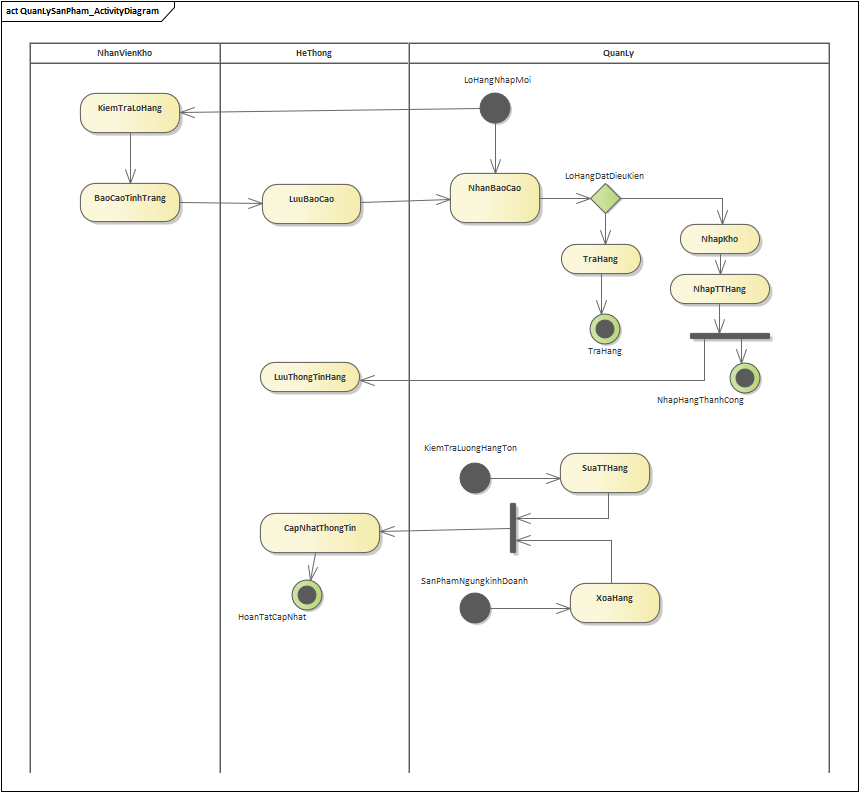 act QuanLySanPham_ActivityDiagram
NhanVienKho
HeThong
QuanLy
LoHangNhapMoi
KiemTraLoHang
LoHangDatDieuKien
NhanBaoCao
BaoCaoTinhTrang
LuuBaoCao
NhapKho
TraHang
NhapTTHang
TraHang
LuuThongTinHang
NhapHangThanhCong
KiemTraLuongHangTon
SuaTTHang
CapNhatThongTin
SanPhamNgungkinhDoanh
XoaHang
HoanTatCapNhat